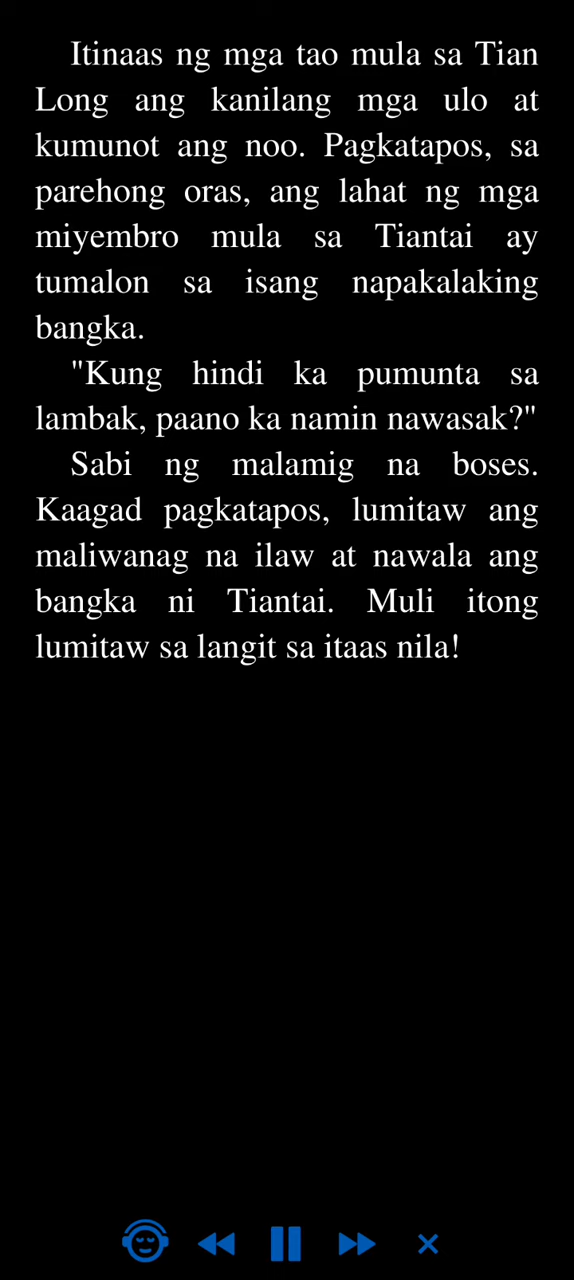 Itinaas ng mga tao mula sa Tian
Long ang kanilang mga ulo at
kumunot ang noo. Pagkatapos, sa
parehong oras, ang lahat ng mga
miyembro mula sa Tiantai ay
tumalon sa isang napakalaking
bangka.
"Kung hindi ka pumunta sa
lambak, paano ka namin nawasak?"
Sabi ng malamig na boses.
Kaagad pagkatapos, lumitaw ang
maliwanag na ilaw at nawala ang
bangka ni Tiantai. Muli itong
lumitaw sa langit sa itaas nila!